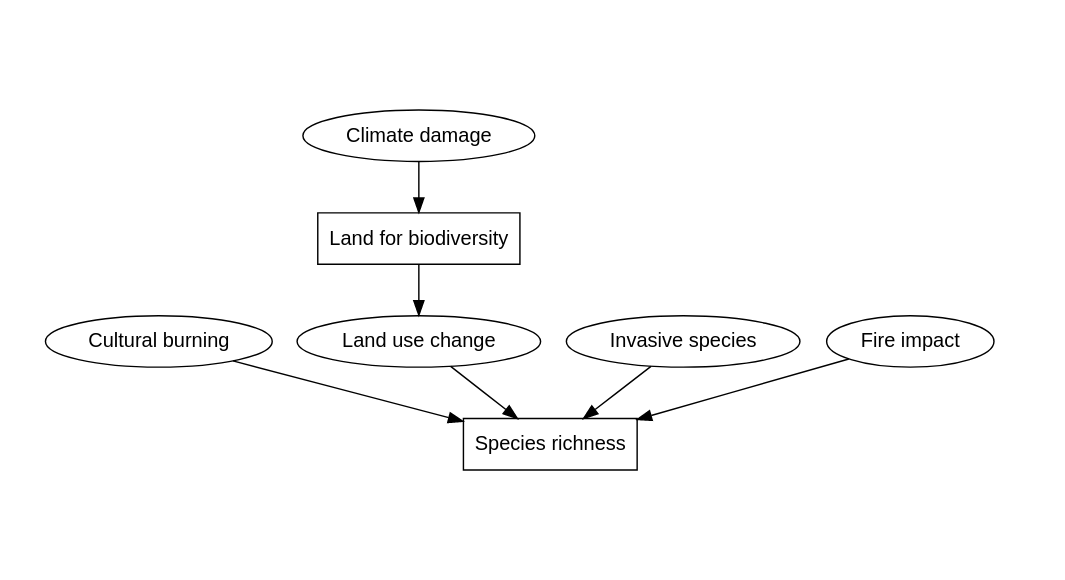 Climate damage
Land for biodiversity
Cultural burning
Land use change
Invasive species
Fire impact
Species richness